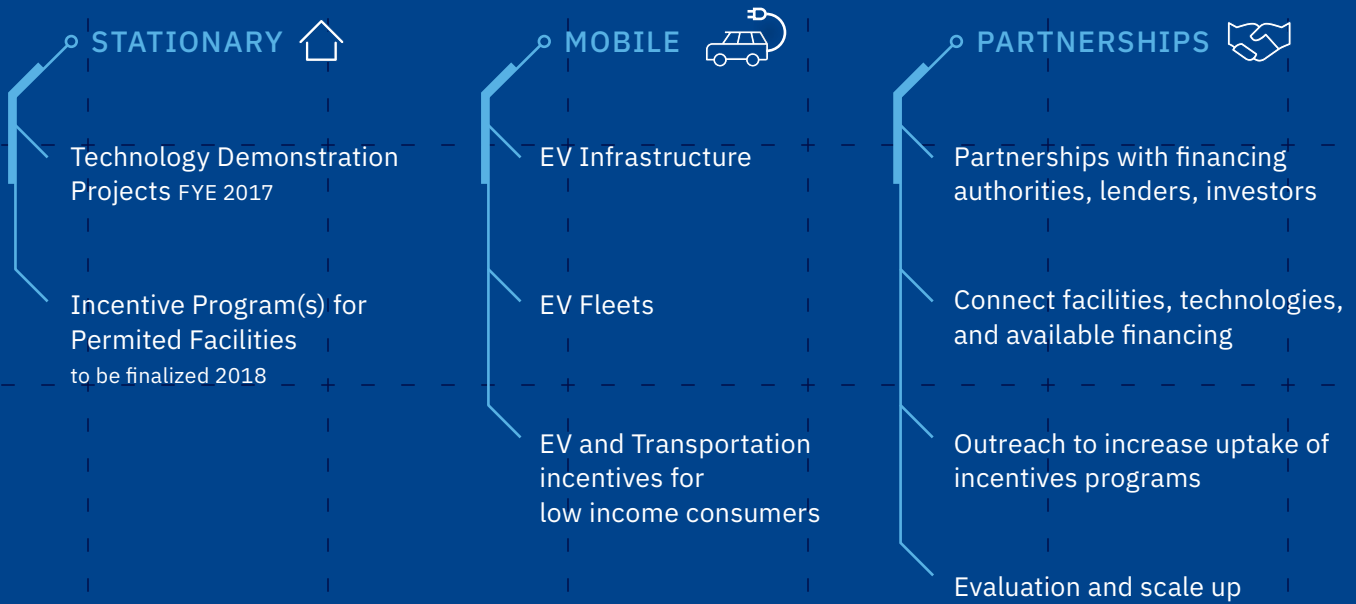 STATIONARY
Technology Demonstration
Projects FYE 2017
Incentive Program(s) for
Permited Facilities
to be finalized 2018
MOBILE
EV Infrastructure
EV Fleets
EV and Transportation
incentives for
low income consumers
PARTNERSHIPS
Partnerships with financing
authorities, lenders, investors
Connect facilities, technologies,
and available financing
Outreach to increase uptake of
incentives programs
Evaluation and scale up